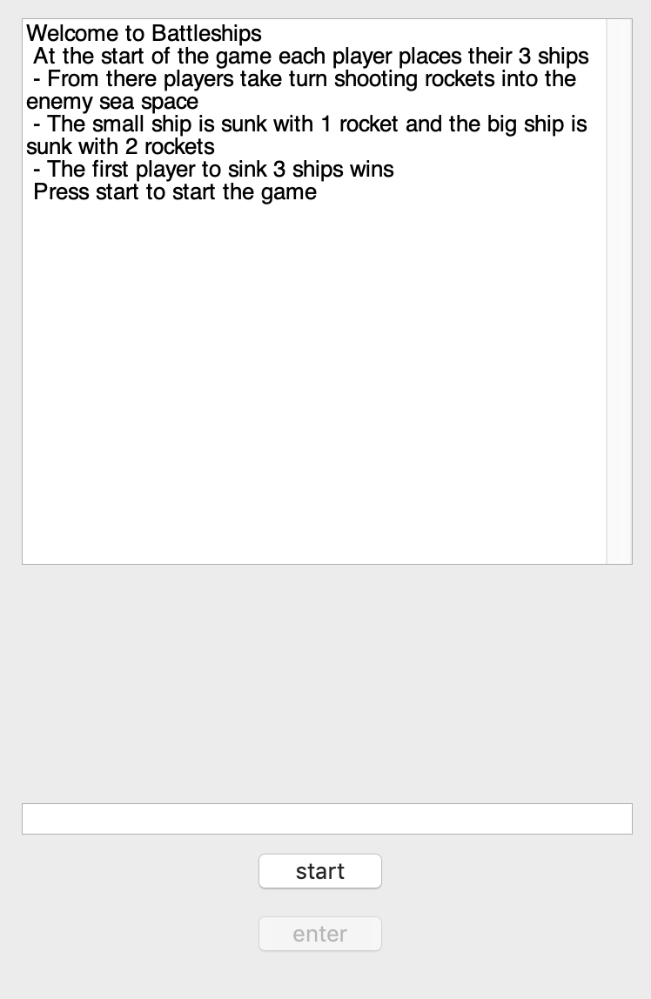 Welcome to Battleships
At the start of the game each player places their 3 ships
- From there players take turn shooting rockets into the
enemy sea space
- The small ship is sunk with 1 rocket and the big ship is
sunk with 2 rockets
- The first player to sink 3 ships wins
Press start to start the game
start
enter